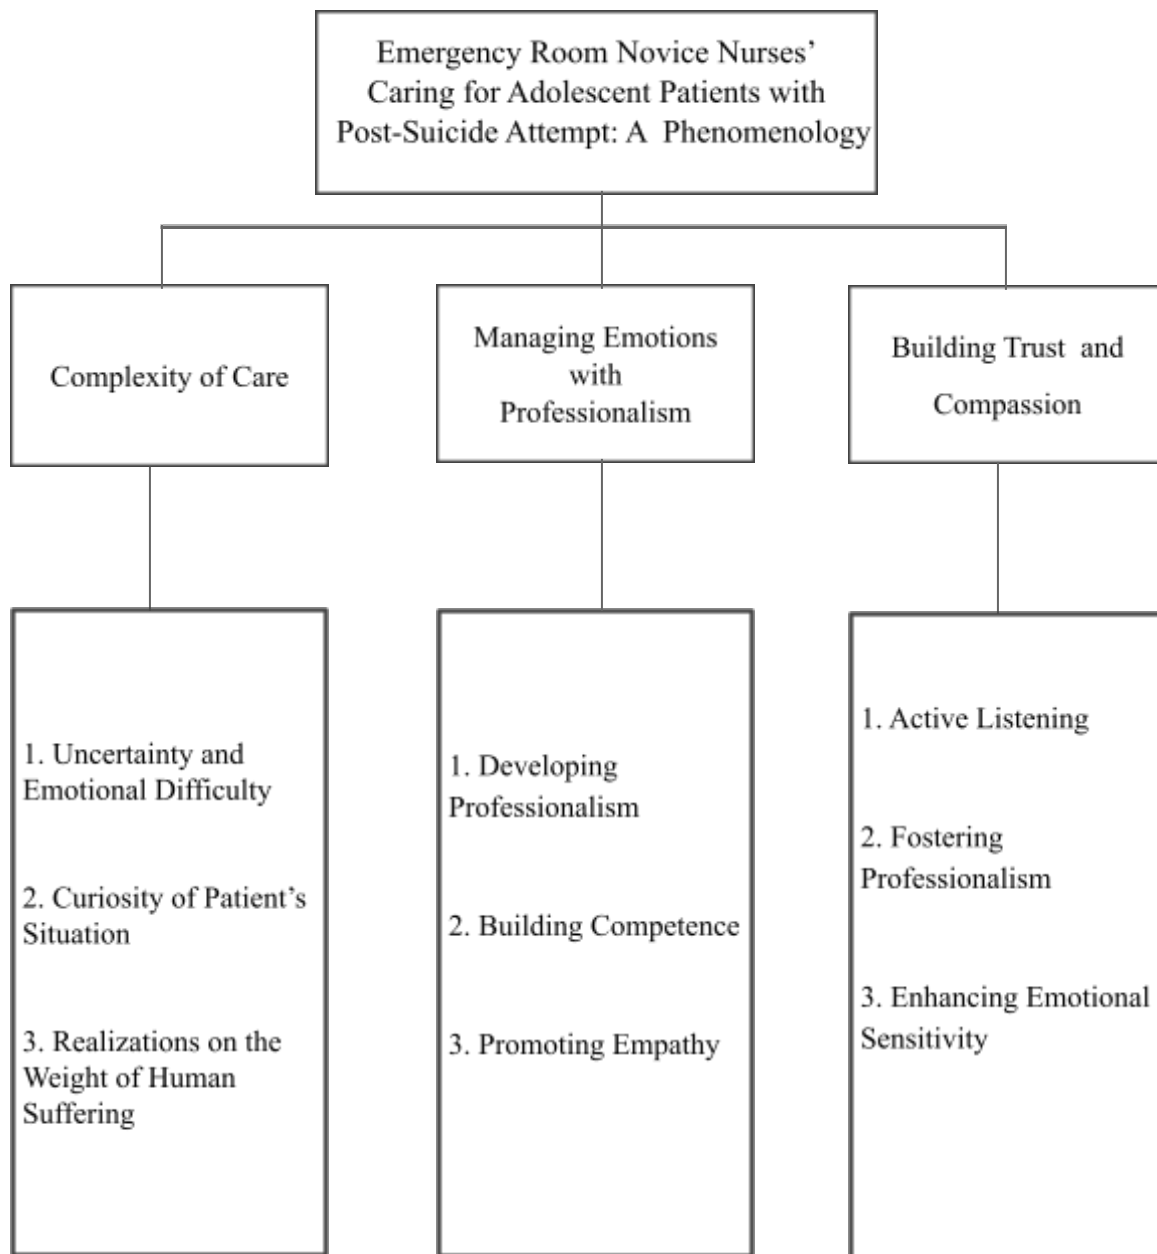 Emergency Room Novice Nurses’
Caring for Adolescent Patients with
Post-Suicide Attempt: A Phenomenology
Complexity of Care
Managing Emotions
with
Professionalism
Building Trust and
Compassion
1. Uncertainty and
Emotional Difficulty
2. Curiosity of Patient’s
Situation
3. Realizations on the
Weight of Human
Suffering
1. Developing
Professionalism
2. Building Competence
3. Promoting Empathy
1. Active Listening
2. Fostering
Professionalism
3. Enhancing Emotional
Sensitivity